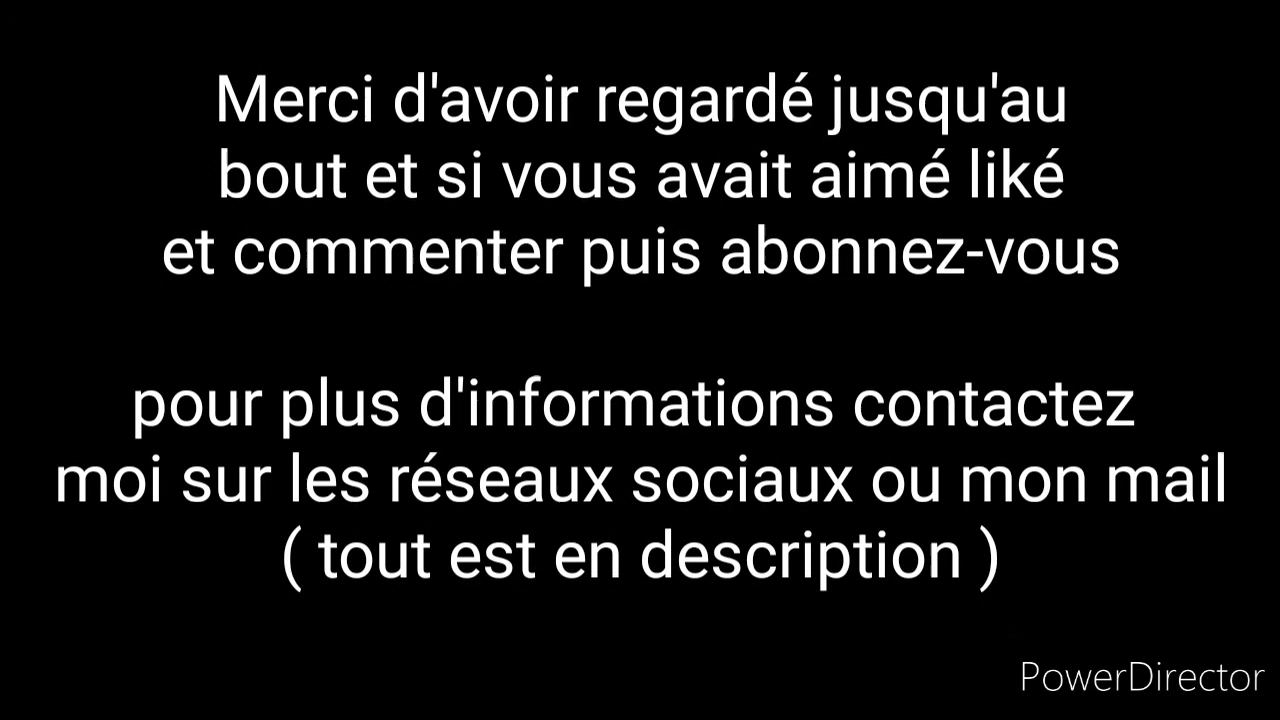 Merci d'avoir regardé jusqu'au
bout et si vous avait aimé liké
et commenter puis abonnez-vous
pour plus d'informations contactez
moi sur les réseaux sociaux ou mon mail
( tout est en description )
PowerDirector